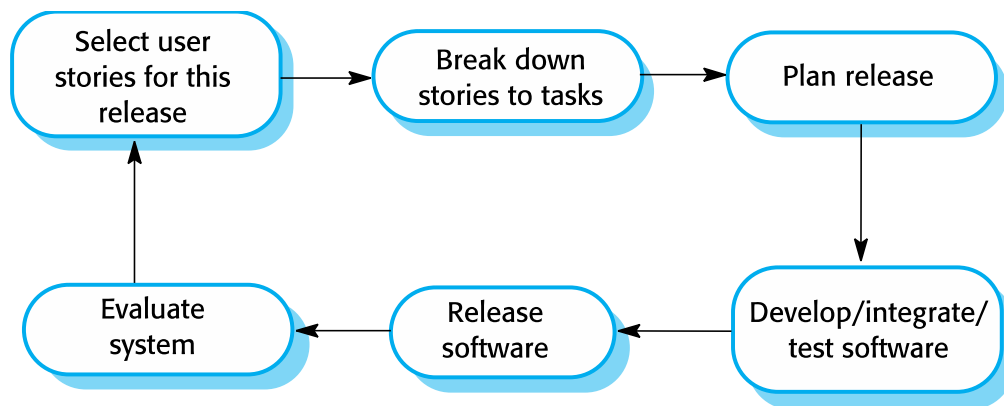 Select user
stories for this
release
Break down
stories to tasks
Plan release
Evaluate
system
Release
software
Develop/integrate/
test software